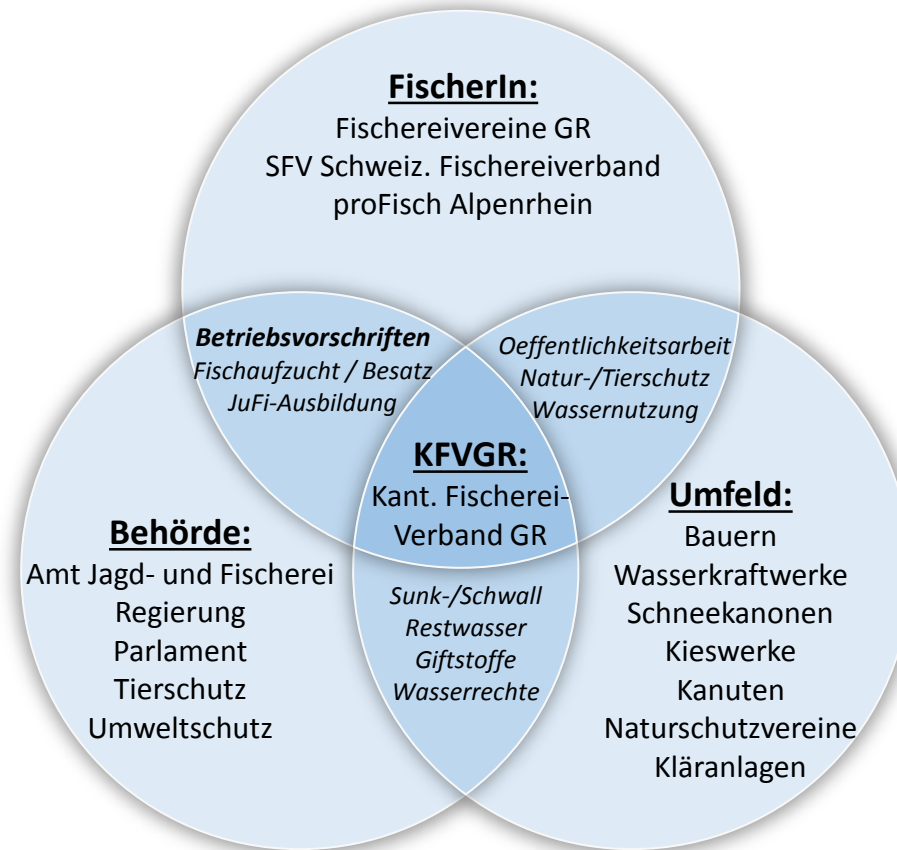 FischerIn:
Fischereivereine GR
SFV Schweiz. Fischereiverband
proFisch Alpenrhein
Betriebsvorschriften
Fischaufzucht / Besatz
JuFi-Ausbildung
Oeffentlichkeitsarbeit
Natur-/Tierschutz
Wassernutzung
KFVGR:
Kant. Fischerei-
Verband GR
Behörde:
Amt Jagd- und Fischerei
Regierung
Parlament
Tierschutz
Umweltschutz
Sunk-/Schwall
Restwasser
Giftstoffe
Wasserrechte
Umfeld:
Bauern
Wasserkraftwerke
Schneekanonen
Kieswerke
Kanuten
Naturschutzvereine
Kläranlagen